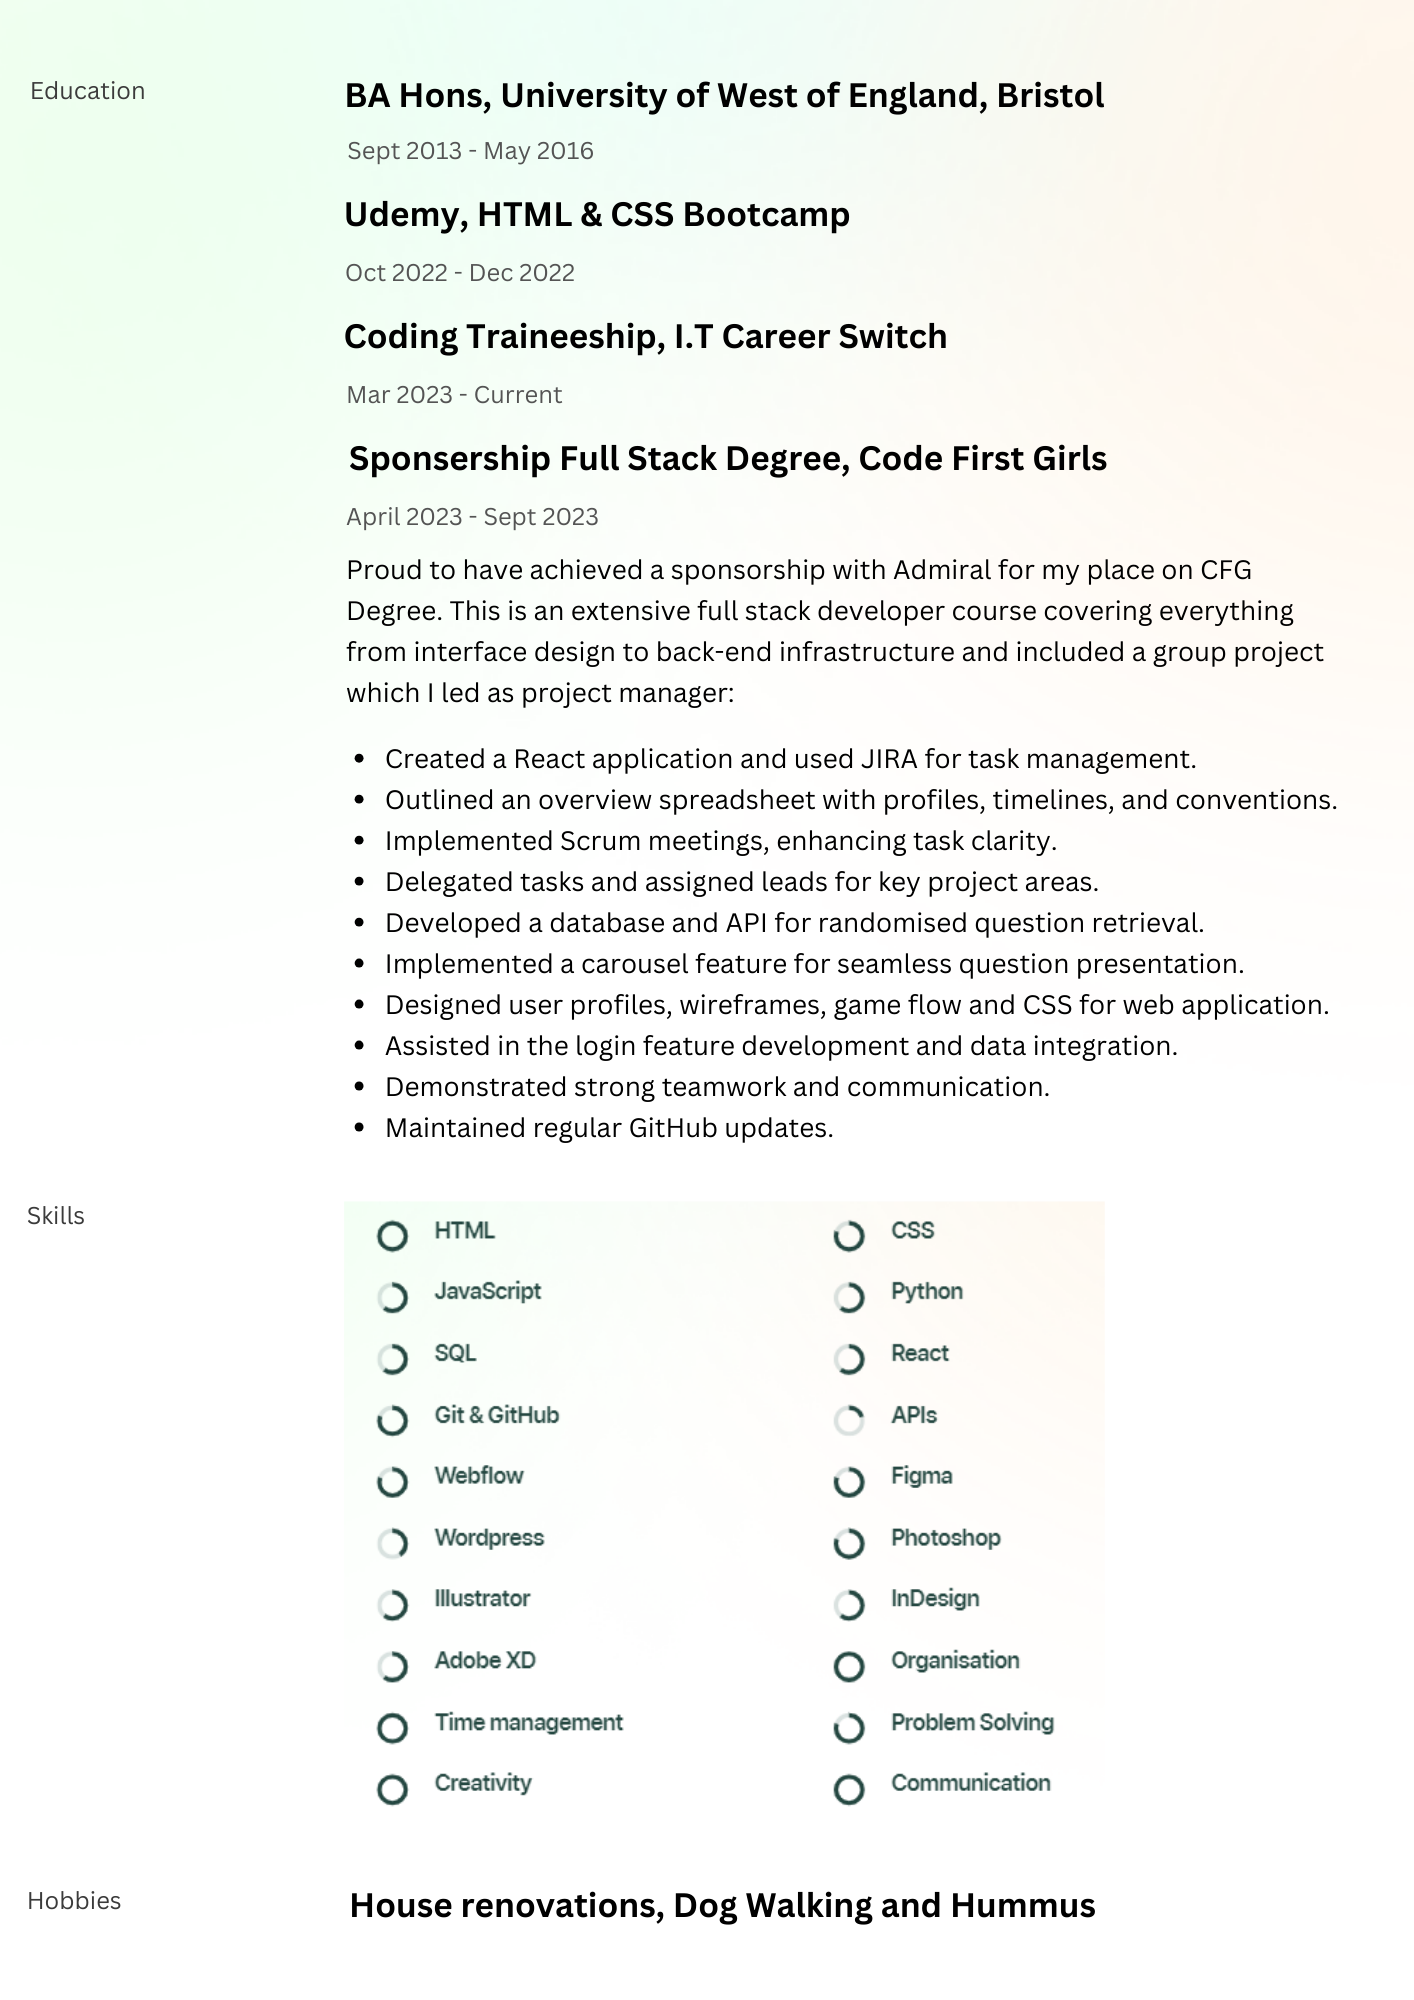 Education
BA Hons, University of West of England, Bristol
Sept 2013 - May 2016
Udemy, HTML & CSS Bootcamp
Oct 2022 - Dec 2022
Coding Traineeship, I.T Career Switch
Mar 2023 - Current
Sponsership Full Stack Degree, Code First Girls
April 2023 - Sept 2023
Proud to have achieved a sponsorship with Admiral for my place on CFG
Degree. This is an extensive full stack developer course covering everything
from interface design to back-end infrastructure and included a group project
which I led as project manager:
• Created a React application and used JIRA for task management.
• Outlined an overview spreadsheet with profiles, timelines, and conventions.
• Implemented Scrum meetings, enhancing task clarity.
• Delegated tasks and assigned leads for key project areas.
• Developed a database and API for randomised question retrieval.
• Implemented a carousel feature for seamless question presentation.
• Designed user profiles, wireframes, game flow and CSS for web application.
• Assisted in the login feature development and data integration.
• Demonstrated strong teamwork and communication.
• Maintained regular GitHub updates.
Skills
HTML
CSS
JavaScript
Python
SQL
React
Git & GitHub
APIs
Webflow
Figma
Wordpress
Photoshop
Illustrator
InDesign
Adobe XD
Organisation
Time management
Problem Solving
Creativity
Communication
Hobbies
House renovations, Dog Walking and Hummus